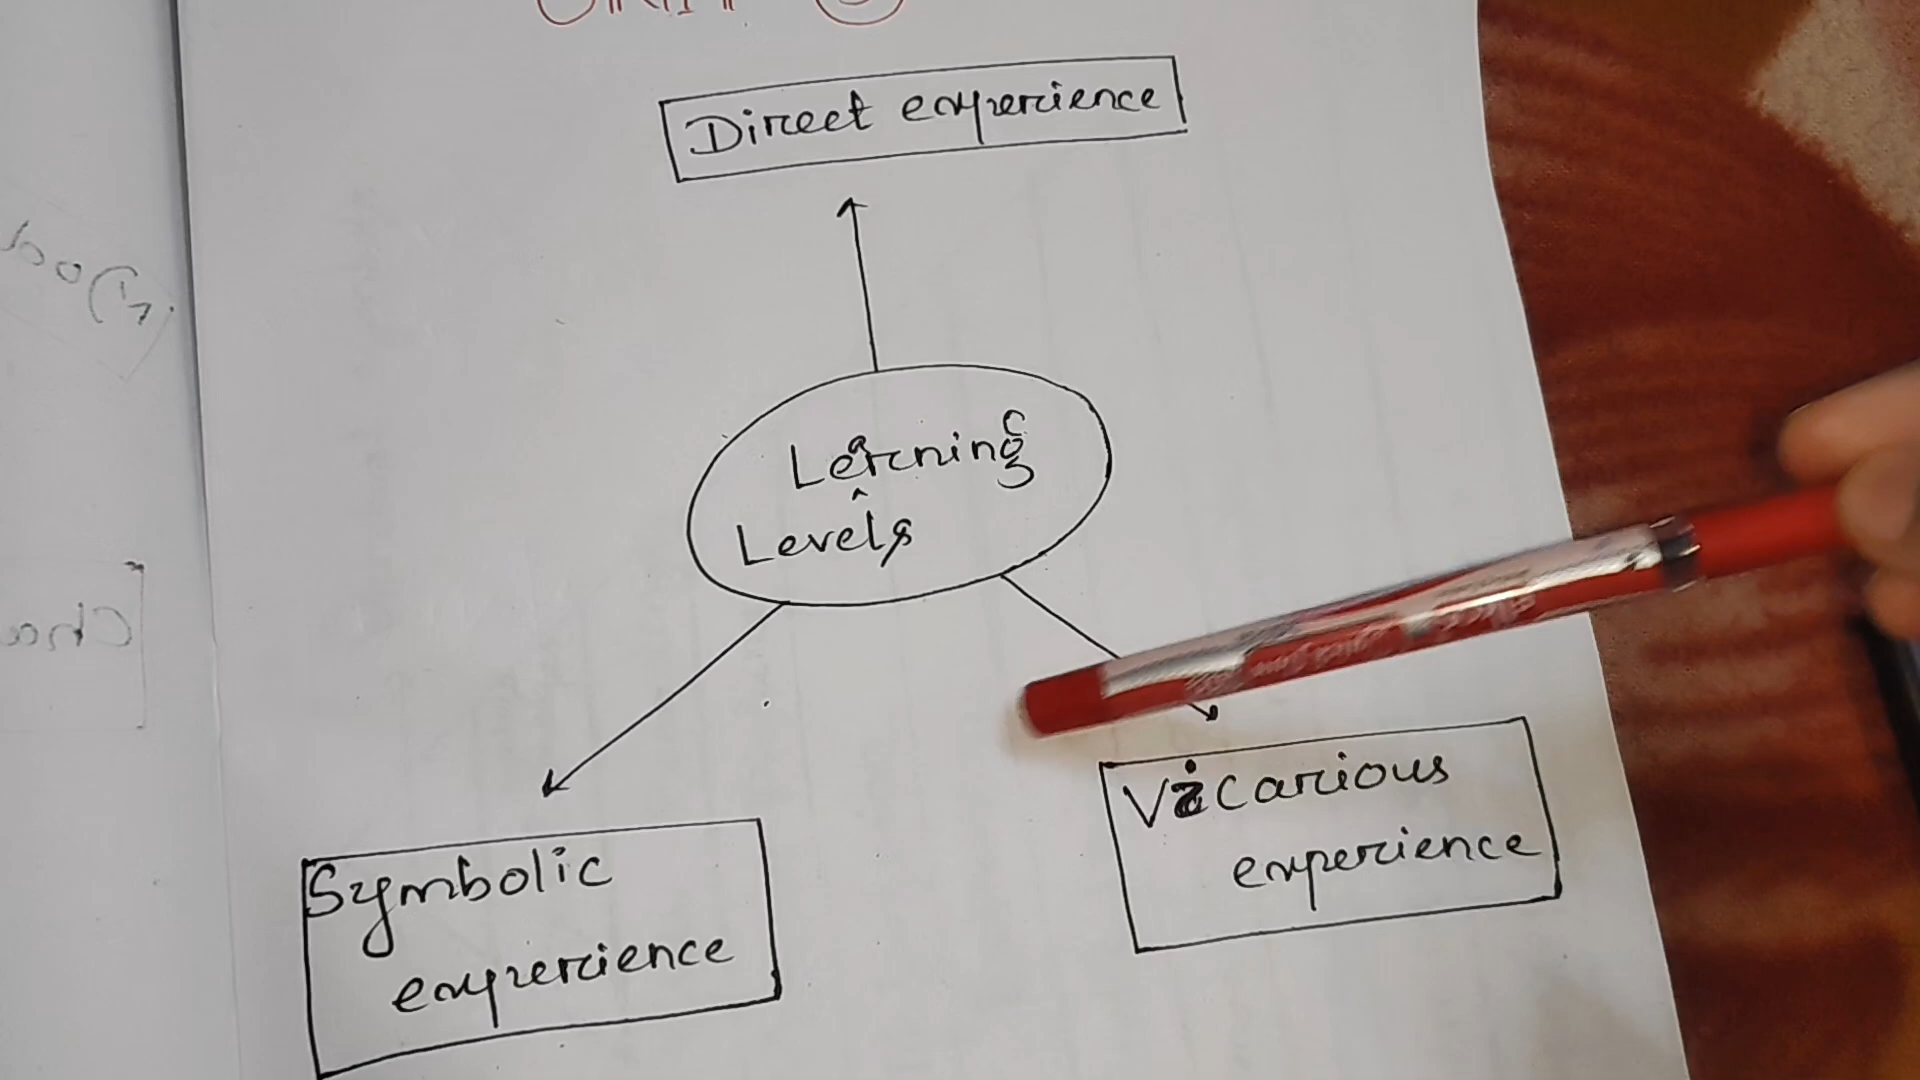 Direct experience
Learning
Levels
Vicarious
experience
Symbolic
experience